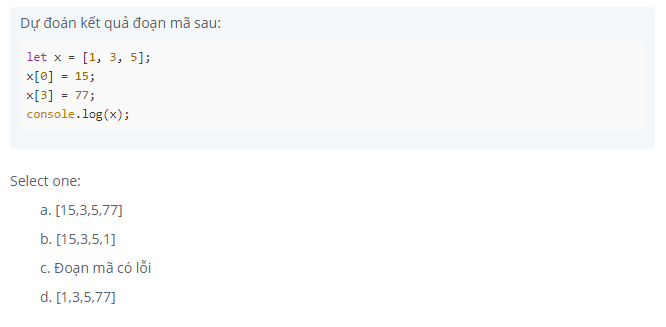 Dự đoán kết quả đoạn mã sau:
let x = [1, 3, 5];
x[0] = 15;
x[3] = 77;
console.log(x);
Select one:
a. [15,3,5,77]
b. [15,3,5,1]
c. Đoạn mã có lỗi
d. [1,3,5,77]